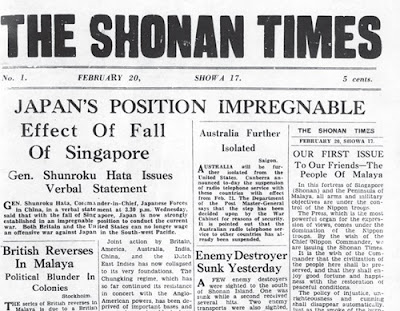 THE SHONAN TIMES
No. 1. FEBRUARY 20, SHOWA 17. 5 cents.
JAPAN'S POSITION IMPREGNABLE
Effect Of Fall
Of Singapore
Gen. Shunroku Hata Issues
Verbal Statement
GEN. SHUNROKU HATA, COMMANDER-in-Chief, Japanese Forces
in China, in a verbal statement at 2.30 p.m. Wednesday,
said that with the fall of Singapore, Japan is now strongly
established in an impregnable position to conduct the current
war. Both Britain and the United States can no longer wage
an offensive war against Japan in the South-west Pacific.
British Reverses
In Malaya
Political Blunder In
Colonies
Stockholm.
THE series of British reverses in
Malaya is due to a British
Joint action by Britain,
America, Australia, India,
China, and the Dutch
East Indies has now collapsed
to its very foundations. The
Chungking regime, which has
so far continued its resistance
in concert with the Anglo-
American powers, has been deprived
of important bases and
Australia Further
Isolated
Saigon.
AUSTRALIA will be further
isolated from the
United States, Canberra announced
to-day the suspension
of radio telephone service
with these countries with effect
from Feb. 11. The Department
of the Post Master-General
stated that the step has been
decided upon by the War
Cabinet for reasons of security.
It is pointed out that
Australian radio telephone service
to other countries has already
been suspended.
Enemy Destroyer
Sunk Yesterday
A FEW enemy destroyers
were sighted to the south
of Shonan Island. One was
sunk while a second received
several hits. Two enemy
transports were also sighted.
THE SHONAN TIMES
FEBRUARY 20, SHOWA 17.
OUR FIRST ISSUE
To Our Friends—The
People Of Malaya
In this fortress of Singapore
(Shonan) and the Peninsula of
Malaya, all arms and military
objectives are under the control
of the Nippon troops.
The Press, which is the most
powerful organ for the expression
of views, comes under the
domination of the Nippon
troops. By the wish of the
Chief Nippon Commander, we
are issuing the Shonan Times.
It is the wish of the Commander
that the civilization of
the people here shall be preserved,
and that they shall enjoy
good fortune and happiness
with the restoration of
peaceful conditions.
The policy of injustice, unrighteousness
and cunning
shall disappear automatically,